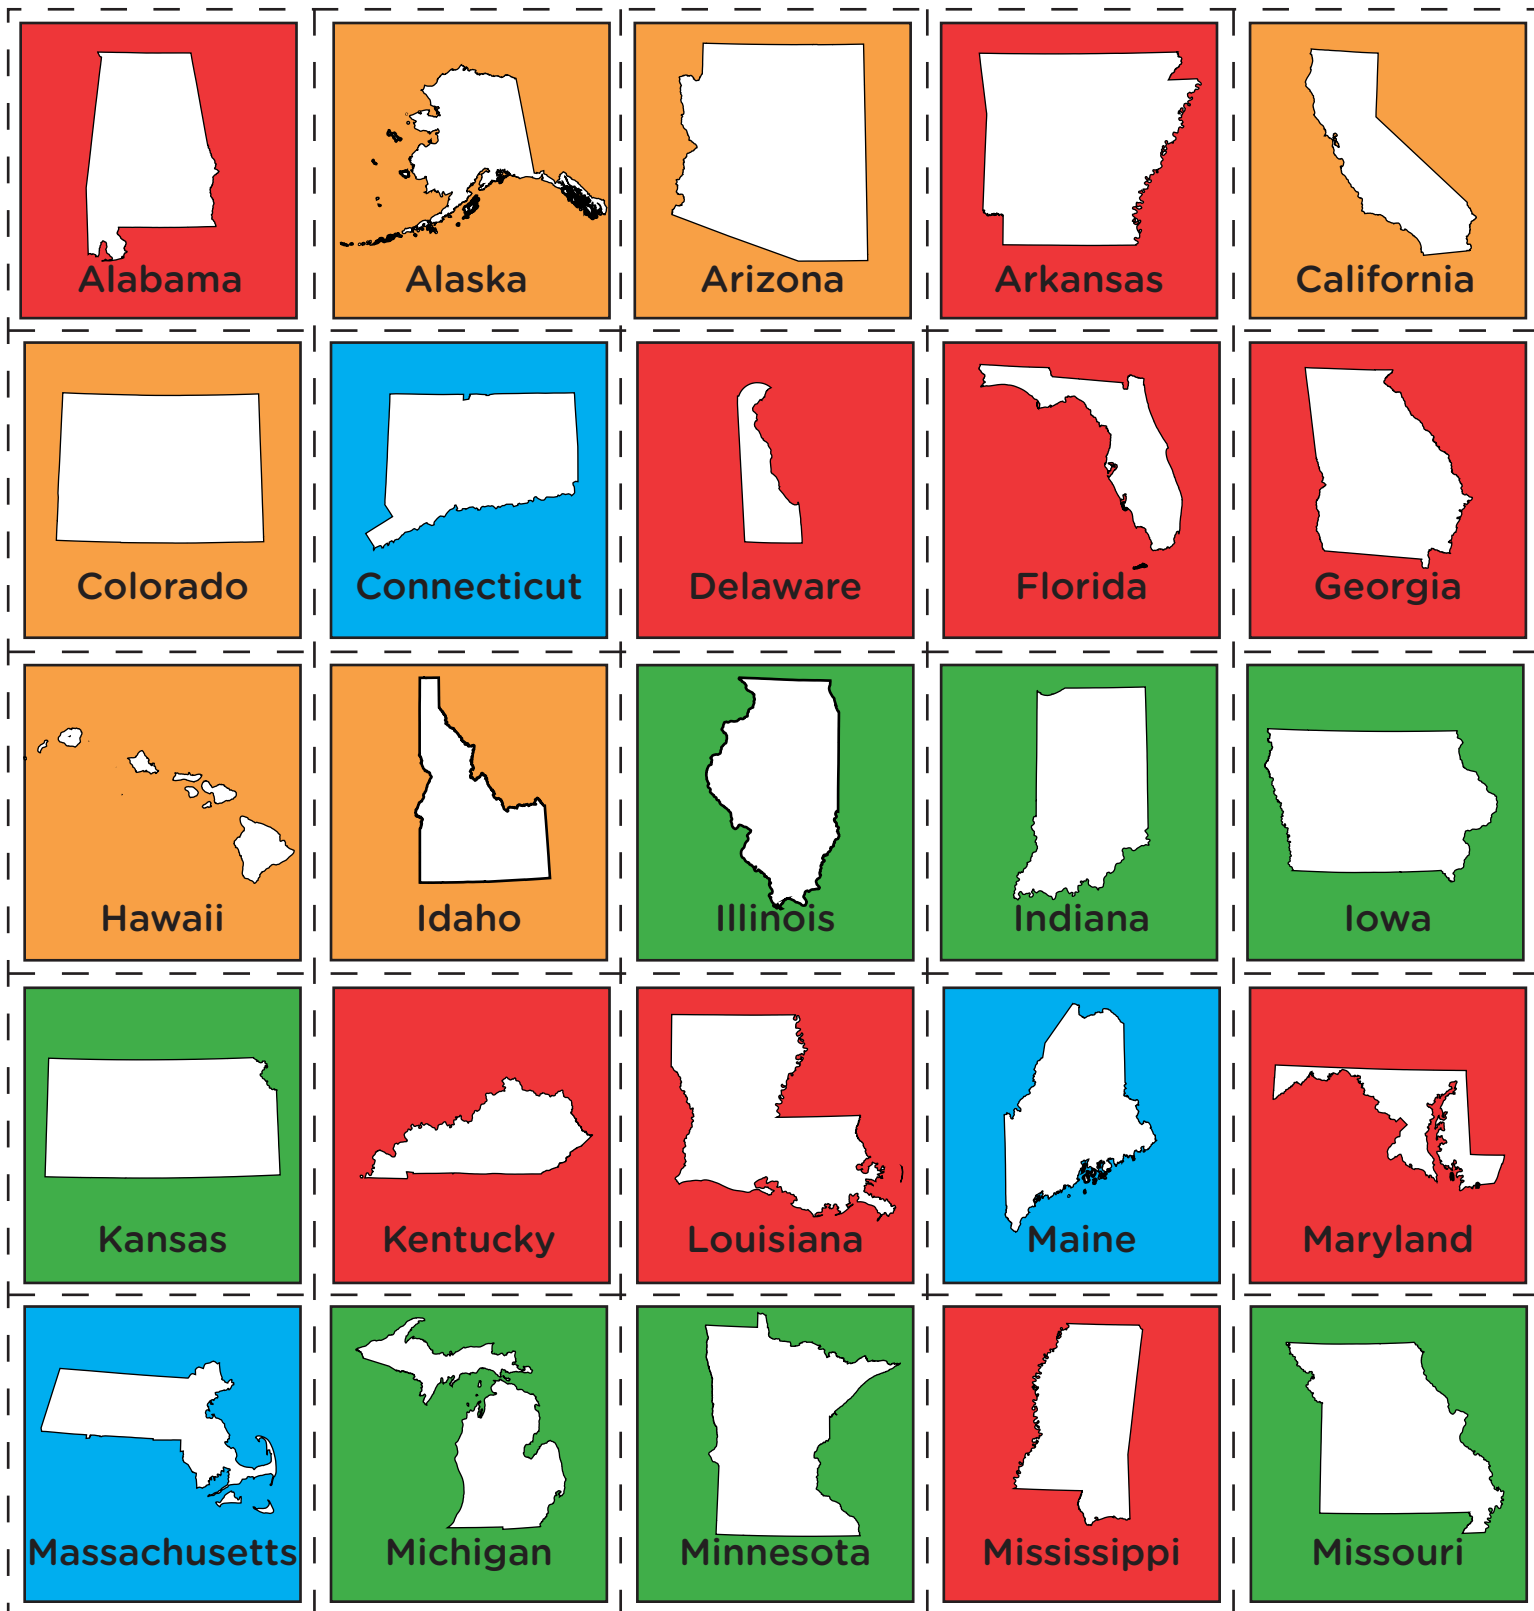 Alabama
Alaska
Arizona
Arkansas
California
Colorado
Connecticut
Delaware
Florida
Georgia
Hawaii
Idaho
Illinois
Indiana
Iowa
Kansas
Kentucky
Louisiana
Maine
Maryland
Massachusetts
Michigan
Minnesota
Mississippi
Missouri